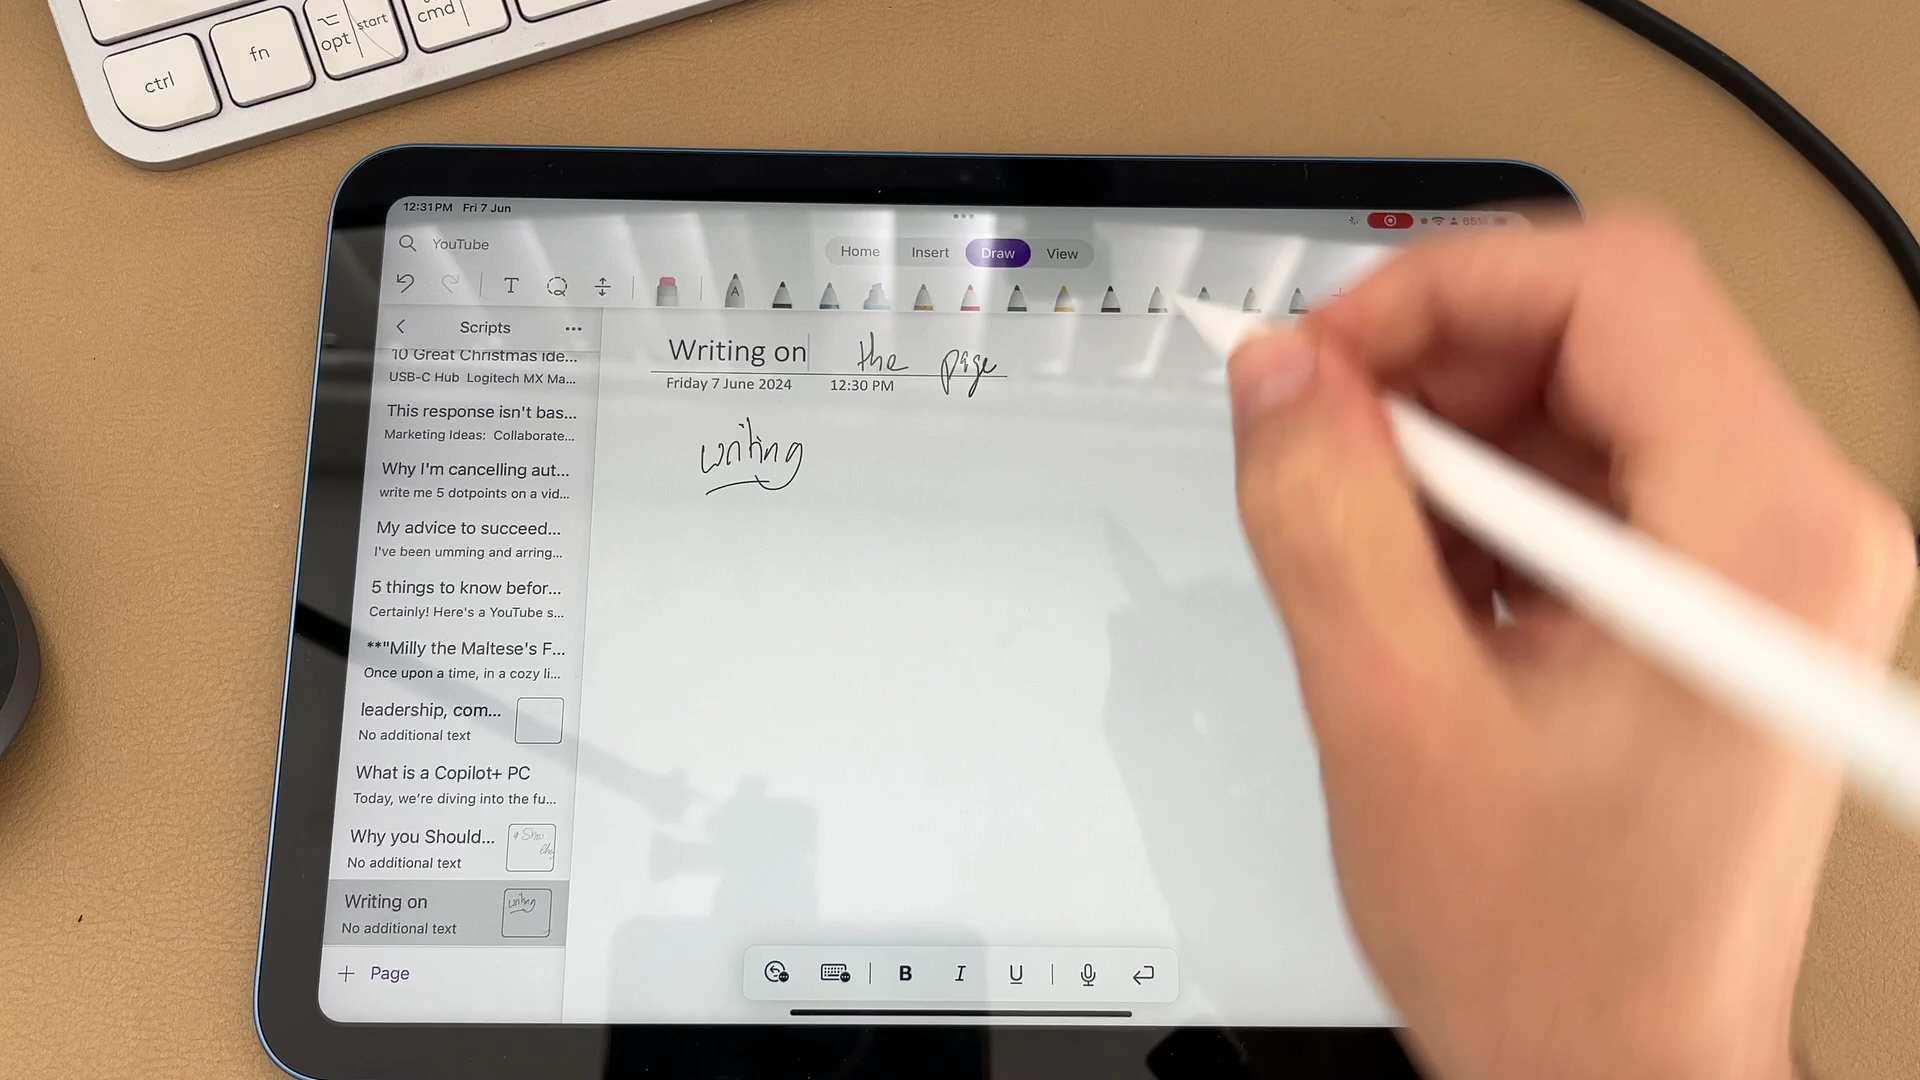 ctrl
fn
opt
start
cmd
12:31 PM Fri 7 Jun
YouTube
Home
Insert
Draw
View
T
A
Scripts
Writing on the page
Friday 7 June 2024 12:30 PM
writing
10 Great Christmas Ide...
USB-C Hub Logitech MX Ma...
This response isn't bas...
Marketing Ideas: Collaborate...
Why I'm cancelling aut...
write me 5 dotpoints on a vid...
My advice to succeed...
I've been umming and arring...
5 things to know befor...
Certainly! Here's a YouTube s...
**"Milly the Maltese's F...
Once upon a time, in a cozy li...
leadership, com...
No additional text
What is a Copilot+ PC
Today, we're diving into the fu...
Why you Should...
No additional text
Writing on
No additional text
writing
+ Page
B
I
U